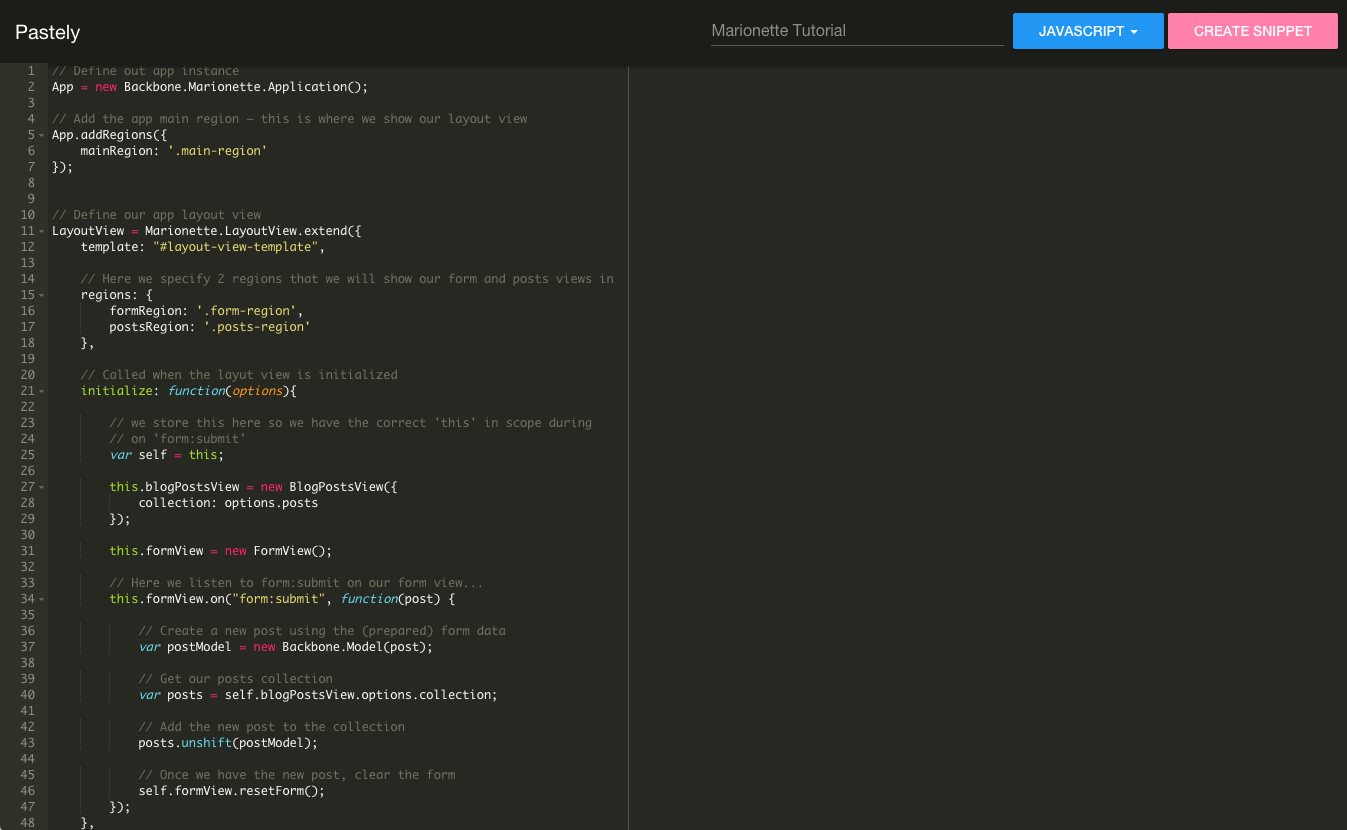 Pastely
Marionette Tutorial
JAVASCRIPT
CREATE SNIPPET
1 // Define out app instance
2 App = new Backbone.Marionette.Application();
3
4 // Add the app main region – this is where we show our layout view
5 App.addRegions({
6 mainRegion: '.main-region'
7 });
8
9
10 // Define our app layout view
11 LayoutView = Marionette.LayoutView.extend({
12 template: "#layout-view-template",
13
14 // Here we specify 2 regions that we will show our form and posts views in
15 regions: {
16 formRegion: '.form-region',
17 postsRegion: '.posts-region'
18 },
19
20 // Called when the layut view is initialized
21 initialize: function(options){
22
23 // we store this here so we have the correct 'this' in scope during
24 // on 'form:submit'
25 var self = this;
26
27 this.blogPostsView = new BlogPostsView({
28 collection: options.posts
29 });
30
31 this.formView = new FormView();
32
33 // Here we listen to form:submit on our form view...
34 this.formView.on("form:submit", function(post) {
35
36 // Create a new post using the (prepared) form data
37 var postModel = new Backbone.Model(post);
38
39 // Get our posts collection
40 var posts = self.blogPostsView.options.collection;
41
42 // Add the new post to the collection
43 posts.unshift(postModel);
44
45 // Once we have the new post, clear the form
46 self.formView.resetForm();
47 });
48 },